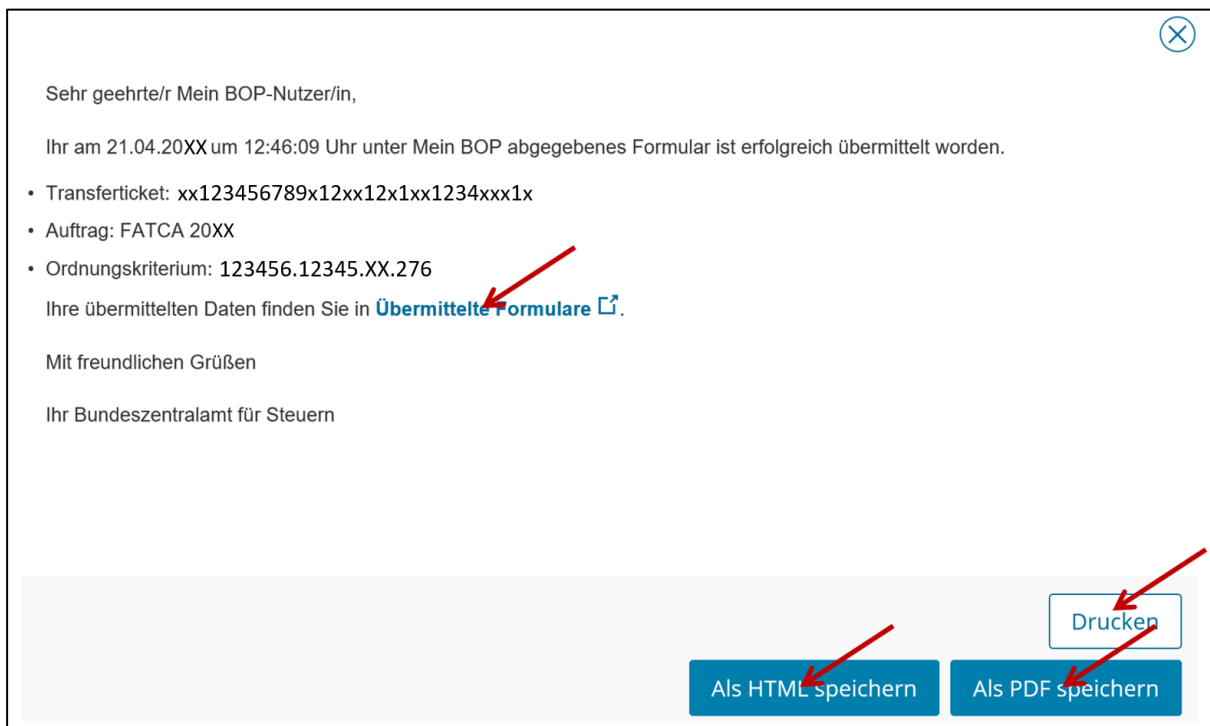 Sehr geehrte/r Mein BOP-Nutzer/in,
Ihr am 21.04.20XX um 12:46:09 Uhr unter Mein BOP abgegebenes Formular ist erfolgreich übermittelt worden.
• Transferticket: xx123456789x12xx12x1xx1234xxx1x
• Auftrag: FATCA 20XX
• Ordnungskriterium: 123456.12345.XX.276
Ihre übermittelten Daten finden Sie in Übermittelte Formulare.
Mit freundlichen Grüßen
Ihr Bundeszentralamt für Steuern
Drucken
Als HTML speichern Als PDF speichern